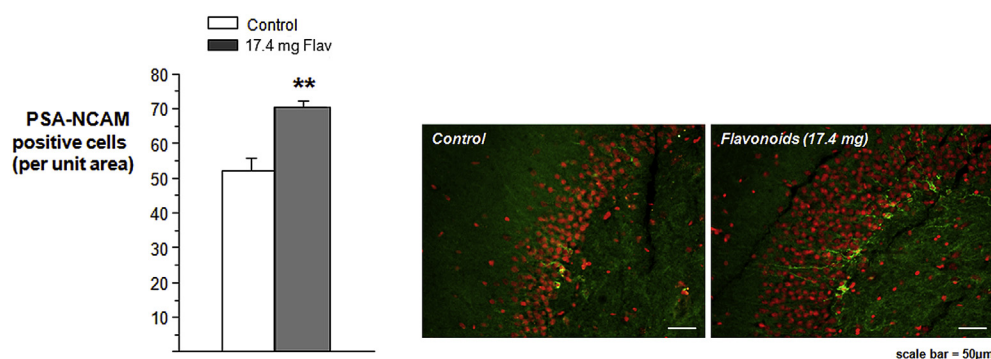 Control
17.4 mg Flav
**
PSA-NCAM
positive cells
(per unit area)
80
70
60
50
40
30
20
10
Control
Flavonoids (17.4 mg)
scale bar = 50µm